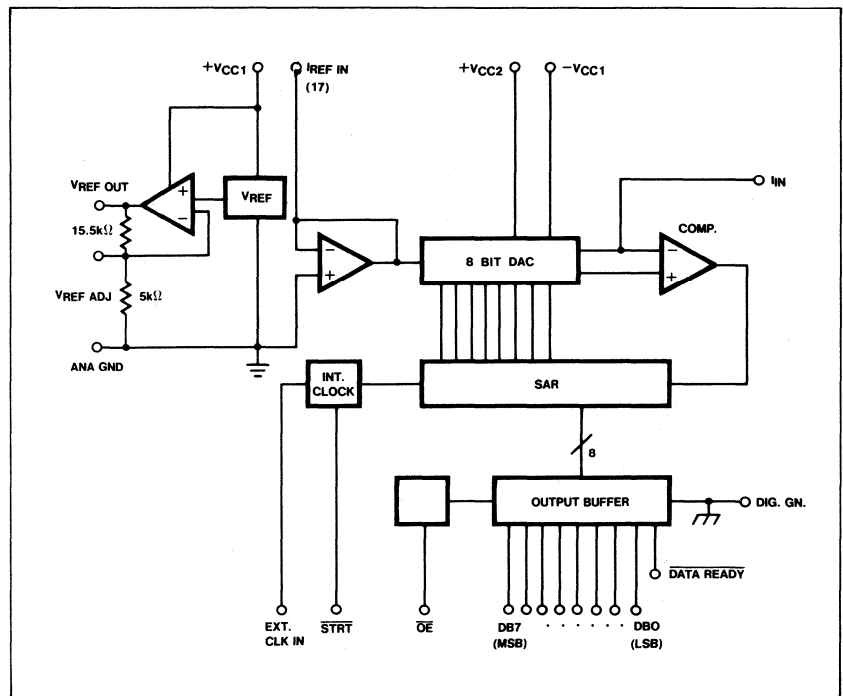 +VCC1
IREF IN
(17)
+VCC2
-VCC1
VREF OUT
+
-
VREF
IIN
15.5kΩ
COMP.
-
+
8 BIT DAC
-
+
VREF ADJ
5kΩ
ANA GND
INT.
CLOCK
SAR
8
OUTPUT BUFFER
DIG. GN.
DATA READY
EXT.
CLK IN
STRT
OE
DB7
(MSB)
. . . . . .
DB0
(LSB)